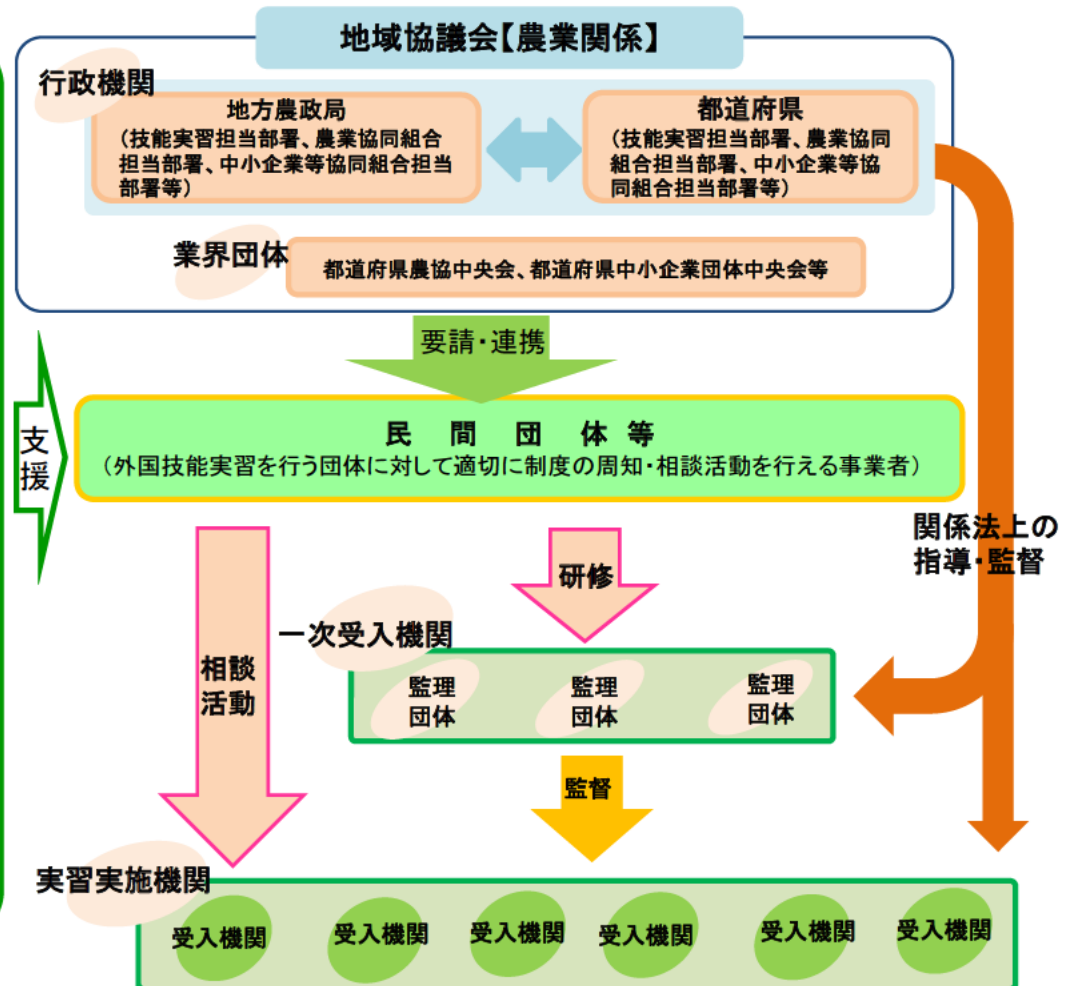 地域協議会【農業関係】
行政機関
地方農政局
（技能実習担当部署、農業協同組合
担当部署、中小企業等協同組合担当
部署等）
都道府県
（技能実習担当部署、農業協同
組合担当部署、中小企業等協
同組合担当部署等）
業界団体
都道府県農協中央会、都道府県中小企業団体中央会等
要請・連携
支
援
民間団体等
（外国技能実習を行う団体に対して適切に制度の周知・相談活動を行える事業者）
関係法上の
指導・監督
研修
一次受入機関
相談
活動
監理
団体
監理
団体
監理
団体
監督
実習実施機関
受入機関
受入機関
受入機関
受入機関
受入機関
受入機関